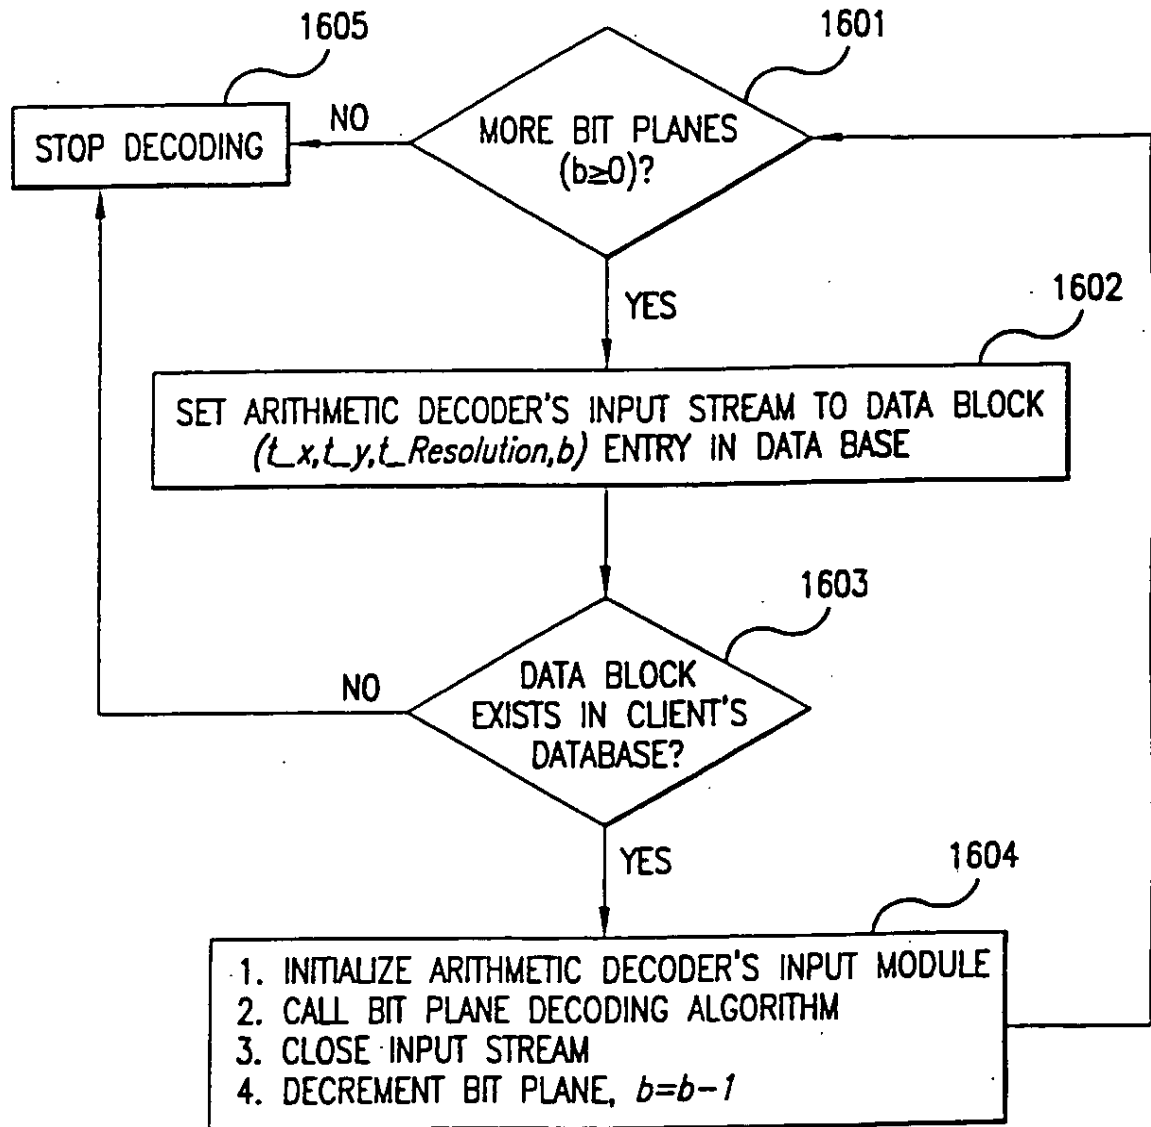 1605
1601
STOP DECODING
NO
MORE BIT PLANES
(b≥0)?
YES
1602
SET ARITHMETIC DECODER'S INPUT STREAM TO DATA BLOCK
(t_x,t_y,t_Resolution,b) ENTRY IN DATA BASE
1603
NO
DATA BLOCK
EXISTS IN CLIENT'S
DATABASE?
YES
1604
1. INITIALIZE ARITHMETIC DECODER'S INPUT MODULE
2. CALL BIT PLANE DECODING ALGORITHM
3. CLOSE INPUT STREAM
4. DECREMENT BIT PLANE, b=b-1